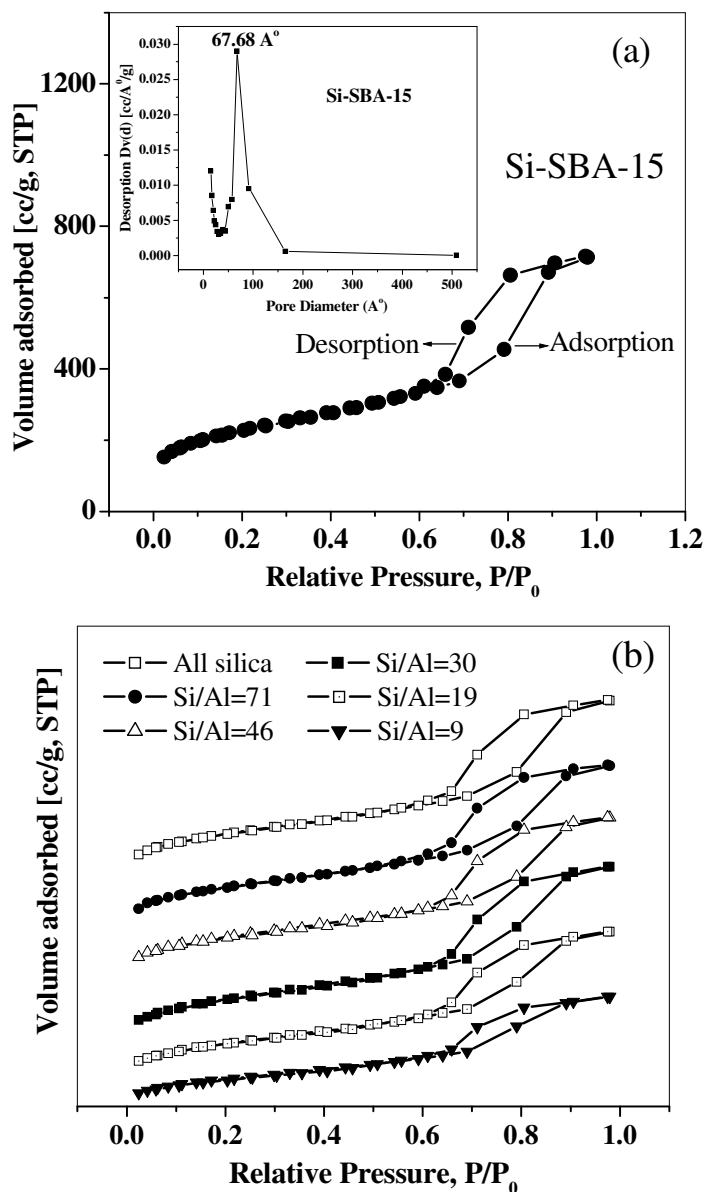 (a)
67.68 A°
Si-SBA-15
Desorption Dv(d) [cc/A°/g]
0.030
0.025
0.020
0.015
0.010
0.005
0.000
0 100 200 300 400 500
Pore Diameter (A°)
Si-SBA-15
Desorption
Adsorption
Volume adsorbed [cc/g, STP)
1200
800
400
0
0.0 0.2 0.4 0.6 0.8 1.0 1.2
Relative Pressure, P/P0
(b)
All silica
Si/Al=30
Si/Al=71
Si/Al=19
Si/Al=46
Si/Al=9
Volume adsorbed [cc/g, STP)
0.0 0.2 0.4 0.6 0.8 1.0
Relative Pressure, P/P0